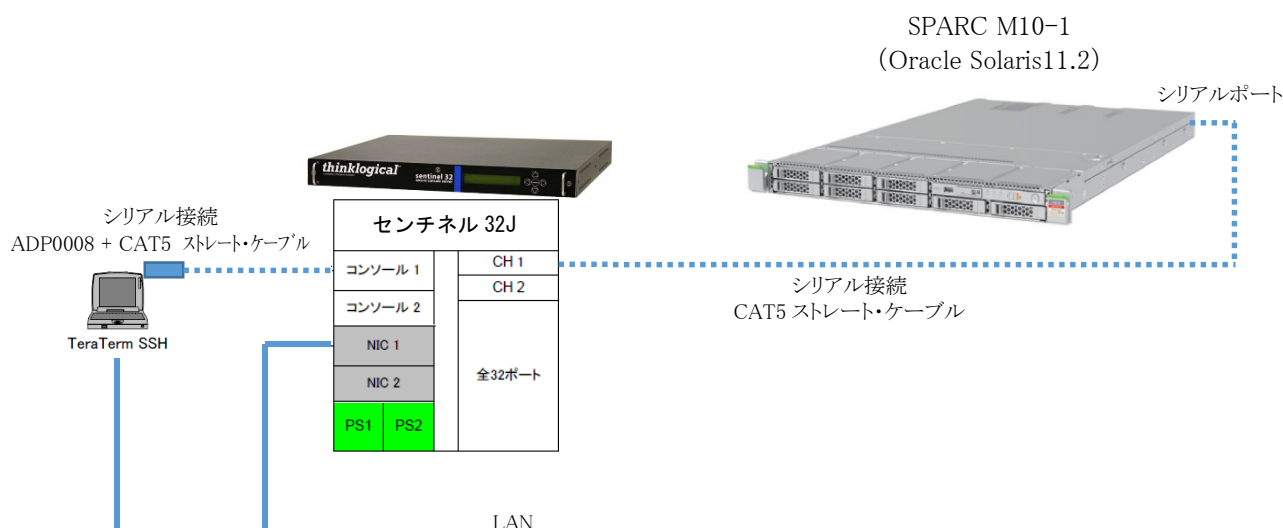 SPARC M10-1
(Oracle Solaris11.2)
シリアルポート
thinklogical
sentinel 32
シリアル接続
ADP0008 + CAT5 ストレート・ケーブル
センチネル 32J
コンソール 1
CH 1
CH 2
コンソール 2
シリアル接続
CAT5 ストレート・ケーブル
TeraTerm SSH
NIC 1
NIC 2
全32ポート
PS1
PS2
LAN